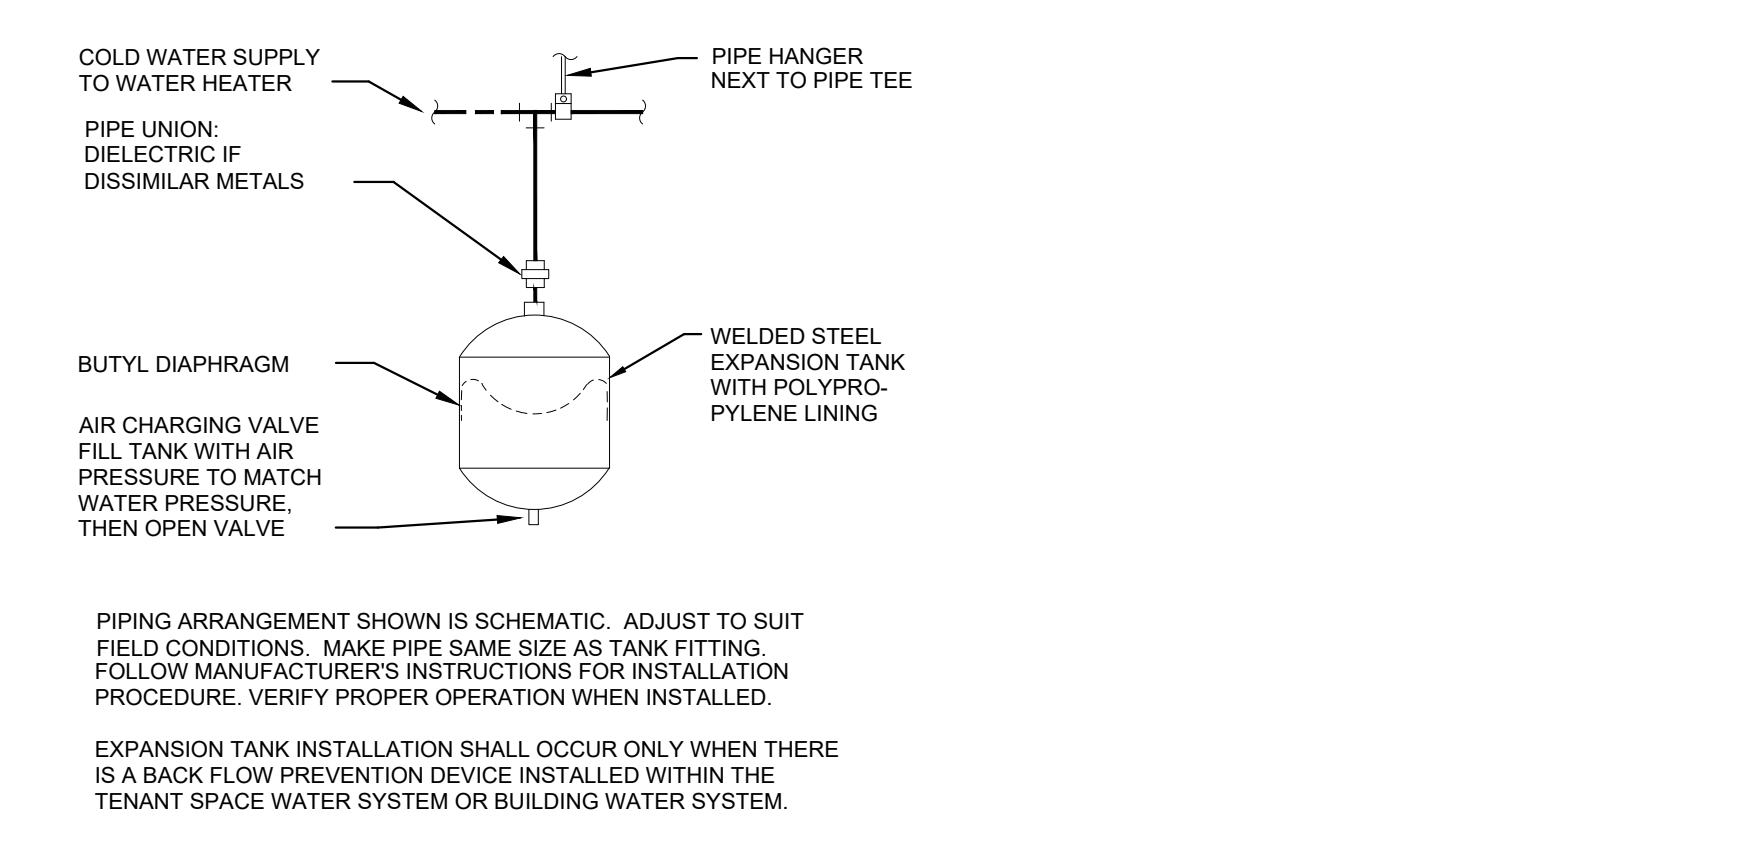 COLD WATER SUPPLY
TO WATER HEATER
PIPE HANGER
NEXT TO PIPE TEE
PIPE UNION:
DIELECTRIC IF
DISSIMILAR METALS
BUTYL DIAPHRAGM
WELDED STEEL
EXPANSION TANK
WITH POLYPRO-
PYLENE LINING
AIR CHARGING VALVE
FILL TANK WITH AIR
PRESSURE TO MATCH
WATER PRESSURE,
THEN OPEN VALVE
PIPING ARRANGEMENT SHOWN IS SCHEMATIC.  ADJUST TO SUIT
FIELD CONDITIONS.  MAKE PIPE SAME SIZE AS TANK FITTING.
FOLLOW MANUFACTURER'S INSTRUCTIONS FOR INSTALLATION
PROCEDURE. VERIFY PROPER OPERATION WHEN INSTALLED.
EXPANSION TANK INSTALLATION SHALL OCCUR ONLY WHEN THERE
IS A BACK FLOW PREVENTION DEVICE INSTALLED WITHIN THE
TENANT SPACE WATER SYSTEM OR BUILDING WATER SYSTEM.